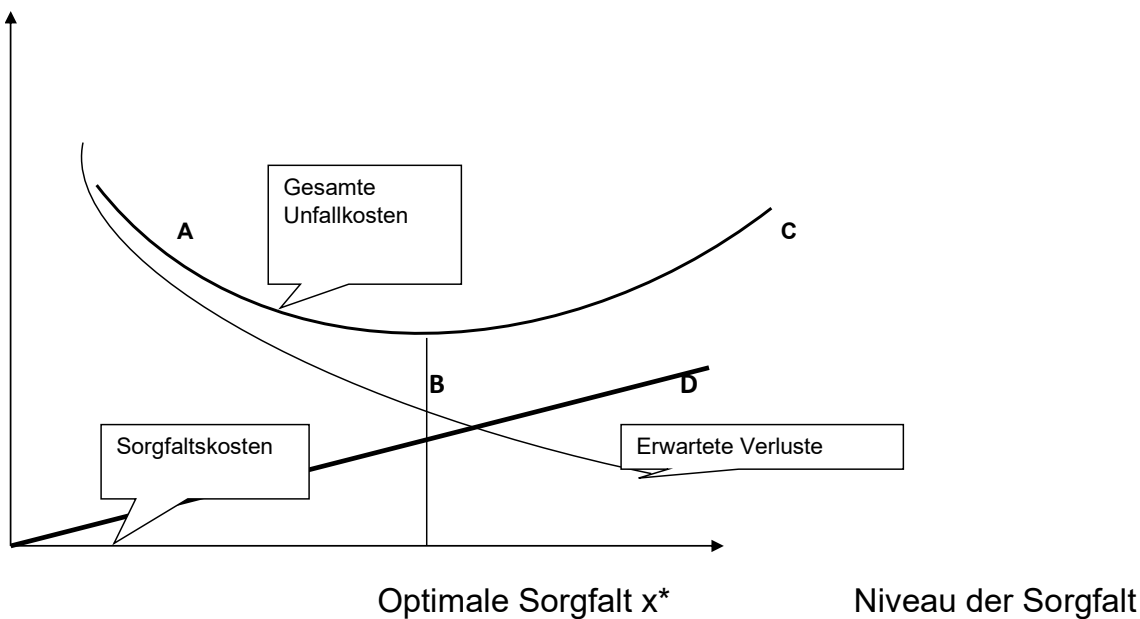 Gesamte
Unfallkosten
A
C
B
D
Sorgfaltskosten
Erwartete Verluste
Optimale Sorgfalt x*
Niveau der Sorgfalt